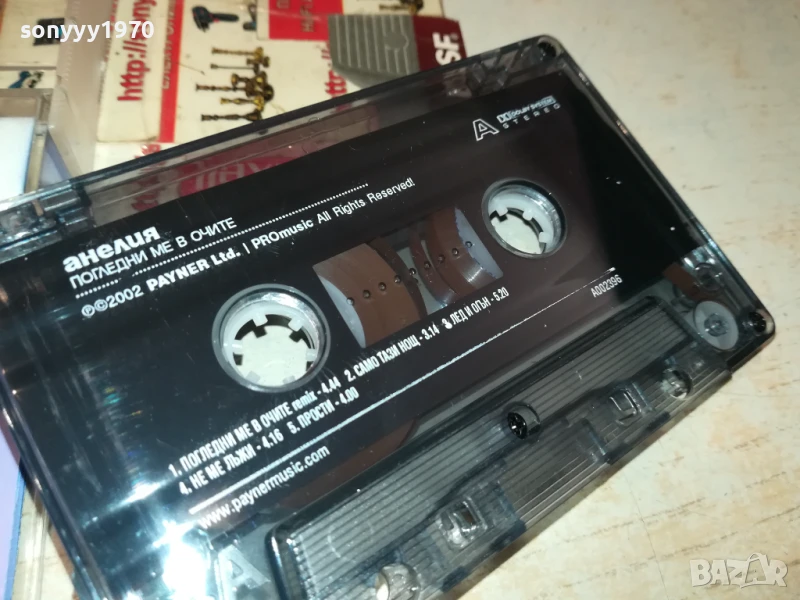 sonyyy1970
http://
SF
A DOLBY SYSTEM
STEREO
анелия
ПОГЛЕДНИ МЕ В ОЧИТЕ
℗©2002 PAYNER Ltd. | PROmusic All Rights Reserved!
1. ПОГЛЕДНИ МЕ В ОЧИТЕ remix - 4.44 2. САМО ТАЗИ НОЩ - 3.14 3. ЛЕД И ОГЪН - 5.20
4. НЕ МЕ ЛЪЖИ - 4.16 5. ПРОСТИ - 4.00
A002396
www.paynermusic.com
A
BAZAR